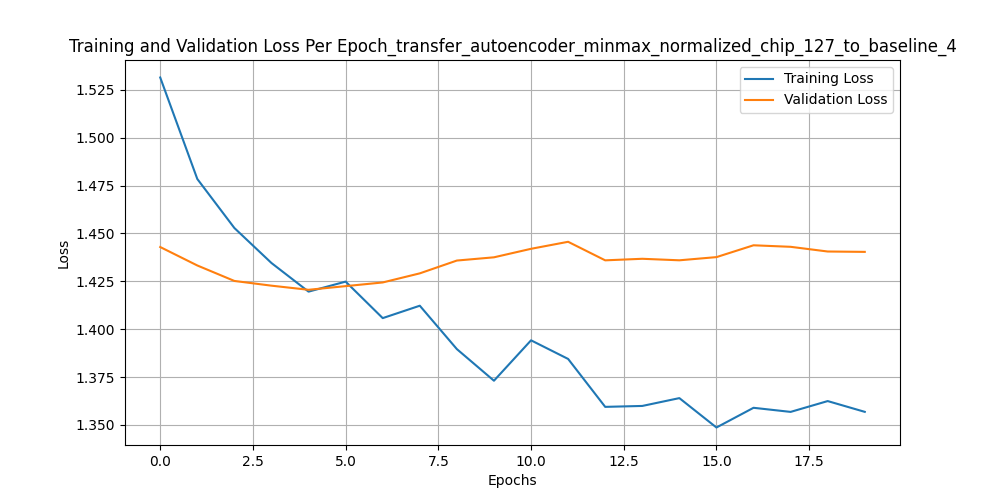 Training and Validation Loss Per Epoch_transfer_autoencoder_minmax_normalized_chip_127_to_baseline_4
Training Loss
Validation Loss
1.525
1.500
1.475
1.450
1.425
1.400
1.375
1.350
Loss
0.0 2.5 5.0 7.5 10.0 12.5 15.0 17.5
Epochs